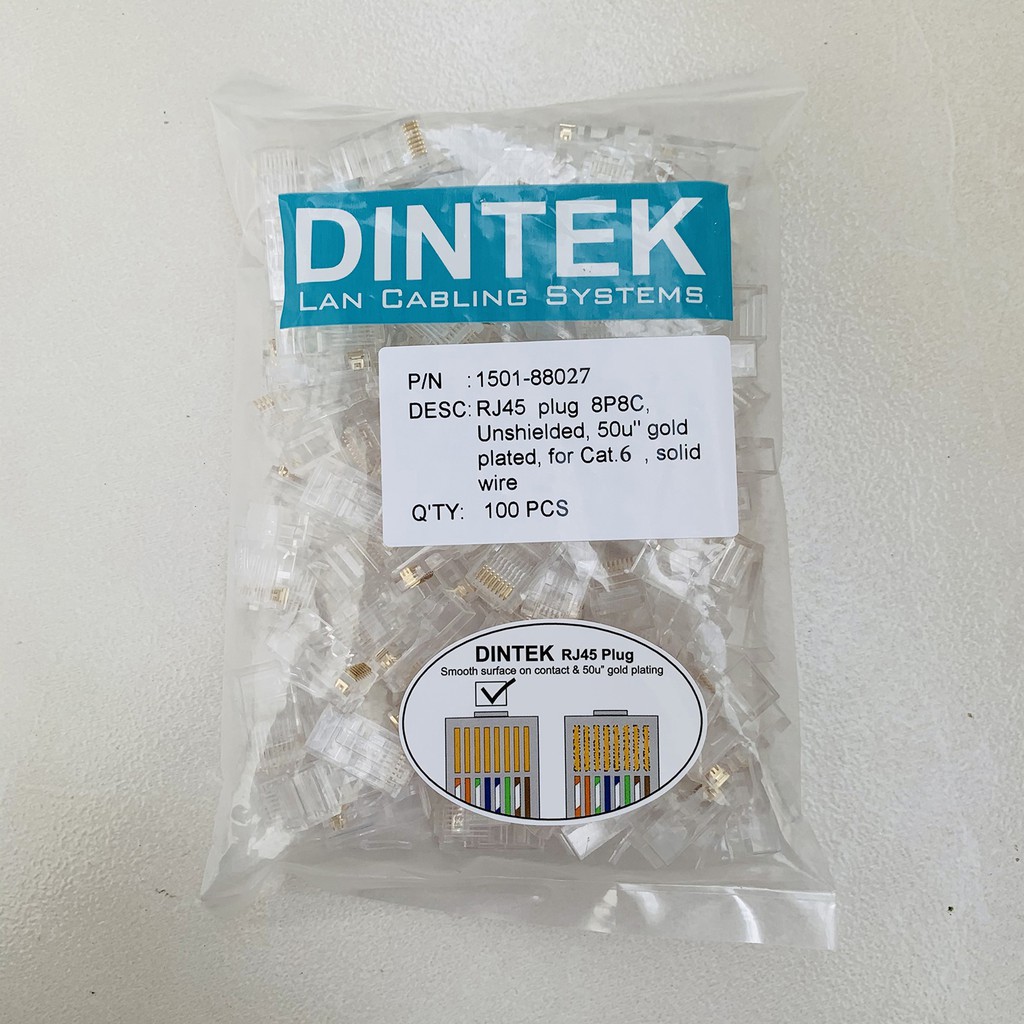 DINTEK
LAN CABLING SYSTEMS
P/N : 1501-88027
DESC: RJ45 plug 8P8C,
Unshielded, 50u" gold
plated, for Cat.6 , solid
wire
Q'TY: 100 PCS
DINTEK RJ45 Plug
Smooth surface on contact & 50u" gold plating